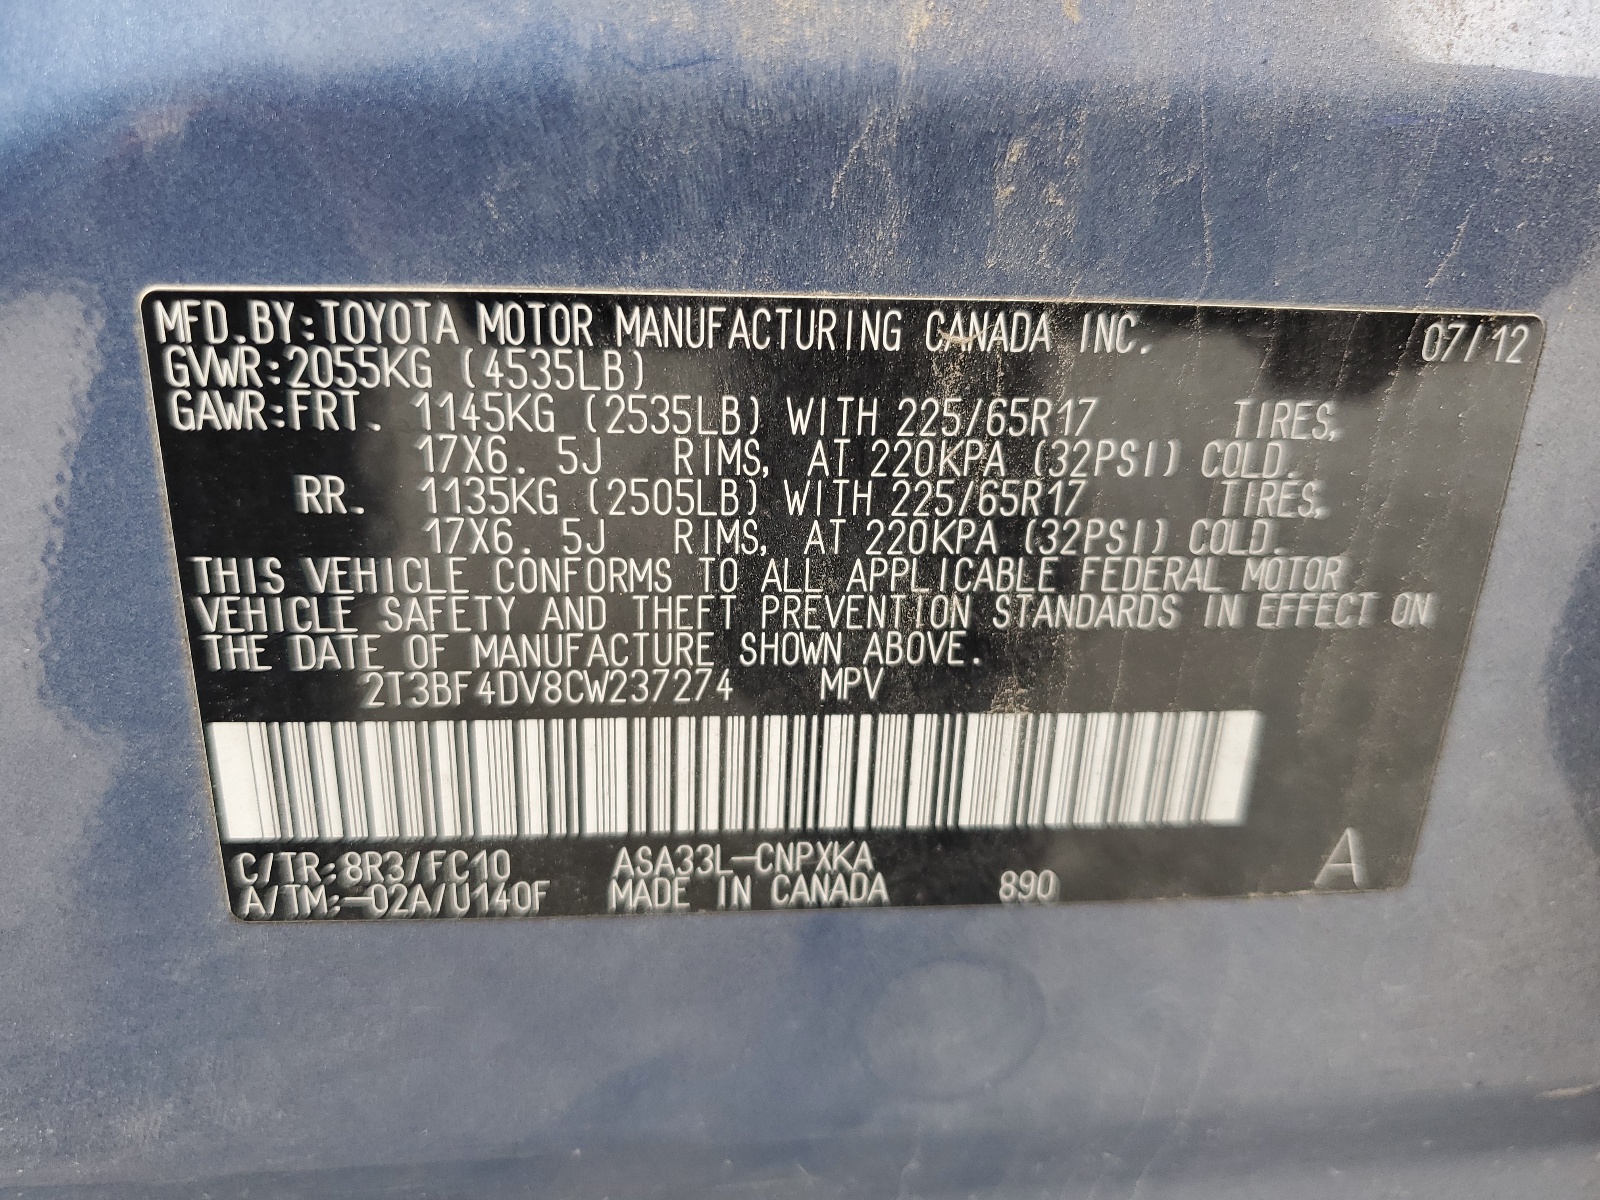 MFD.BY:TOYOTA MOTOR MANUFACTURING CANADA INC. 07/12
GVWR:2055KG (4535LB)
GAWR:FRT. 1145KG (2535LB) WITH 225/65R17 TIRES,
17X6. 5J RIMS, AT 220KPA (32PSI) COLD.
RR. 1135KG (2505LB) WITH 225/65R17 TIRES,
17X6. 5J RIMS, AT 220KPA (32PSI) COLD.
THIS VEHICLE CONFORMS TO ALL APPLICABLE FEDERAL MOTOR
VEHICLE SAFETY AND THEFT PREVENTION STANDARDS IN EFFECT ON
THE DATE OF MANUFACTURE SHOWN ABOVE.
2T3BF4DV8CW237274 MPV
C/TR:8R3/FC10 ASA33L-CNPXKA
A/TM:-02A/U140F MADE IN CANADA 890 A